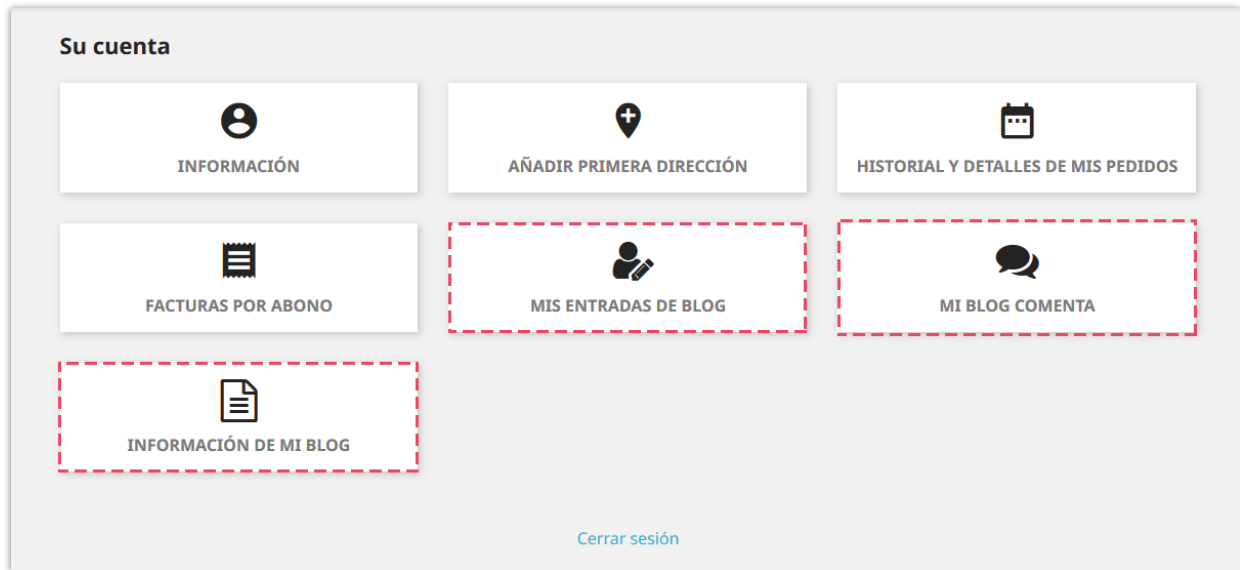 Su cuenta
INFORMACIÓN
AÑADIR PRIMERA DIRECCIÓN
HISTORIAL Y DETALLES DE MIS PEDIDOS
FACTURAS POR ABONO
MIS ENTRADAS DE BLOG
MI BLOG COMENTA
INFORMACIÓN DE MI BLOG
Cerrar sesión